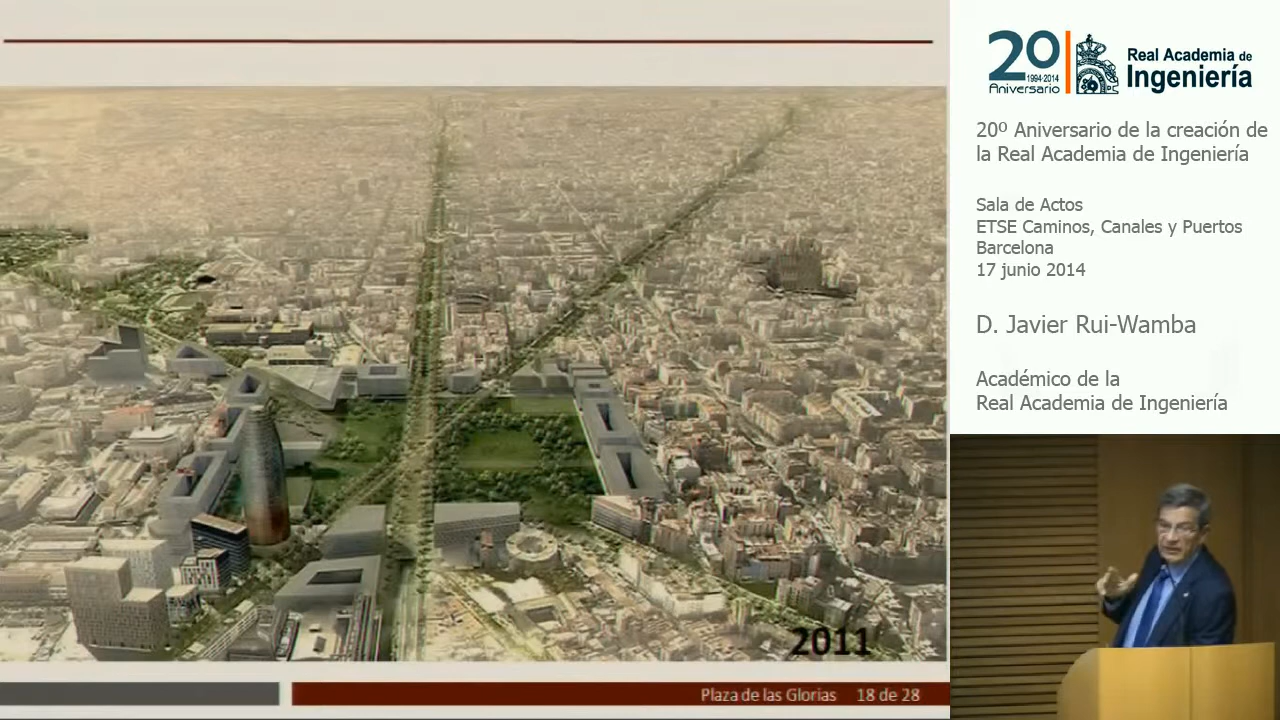 2011
Plaza de las Glorias 18 de 28
20
1994-2014
Aniversario
Real Academia de
Ingeniería
20º Aniversario de la creación de
la Real Academia de Ingeniería
Sala de Actos
ETSE Caminos, Canales y Puertos
Barcelona
17 junio 2014
D. Javier Rui-Wamba
Académico de la
Real Academia de Ingeniería